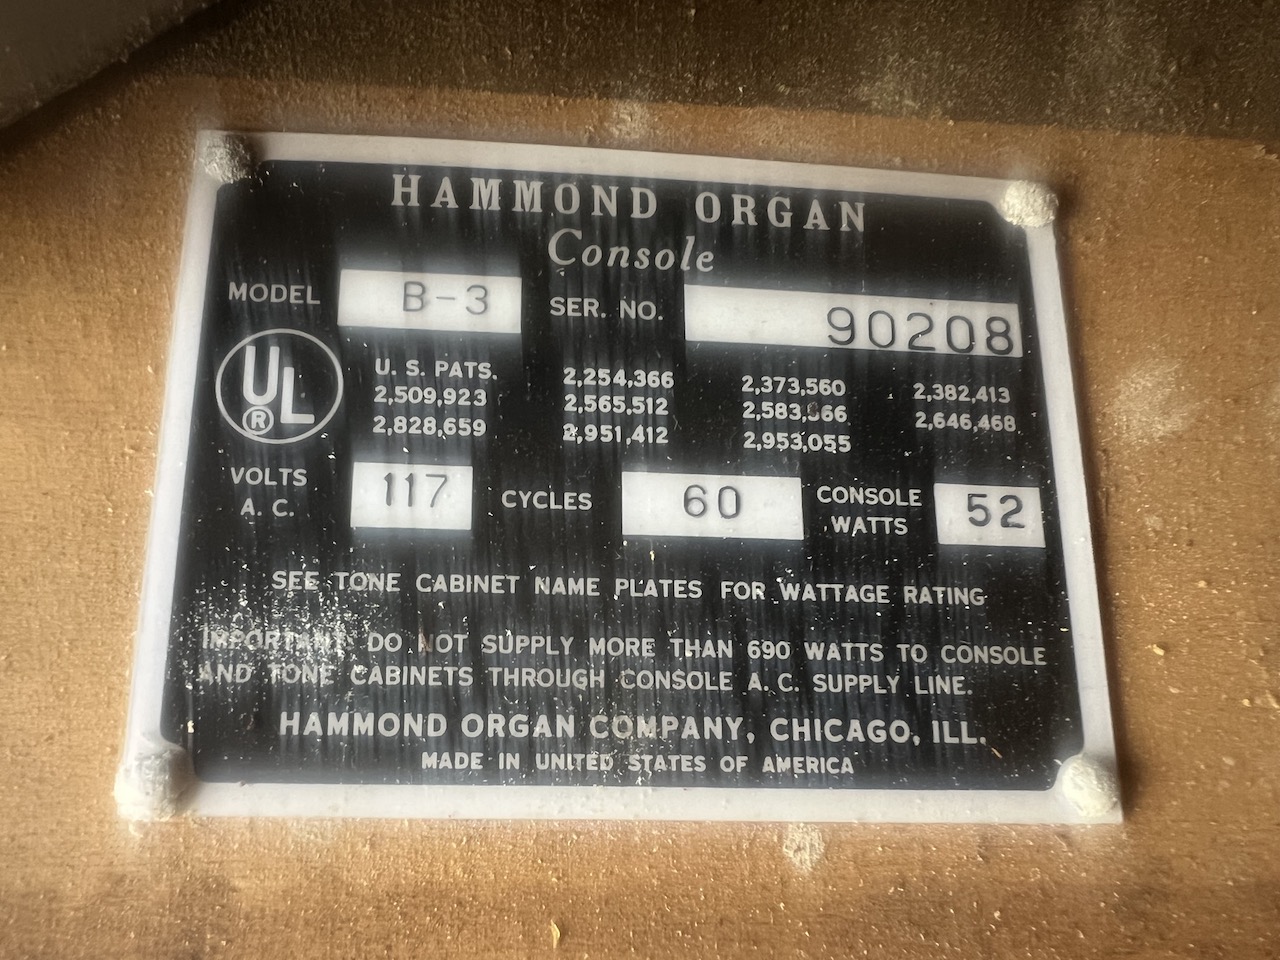 HAMMOND ORGAN
Console
MODEL B-3 SER. NO. 90208
UL ®
U. S. PATS. 2,254,366 2,373,560 2,382,413
2,509,923 2,565,512 2,583,566 2,646,468
2,828,659 2,951,412 2,953,055
VOLTS A. C. 117 CYCLES 60 CONSOLE WATTS 52
SEE TONE CABINET NAME PLATES FOR WATTAGE RATING
IMPORTANT DO NOT SUPPLY MORE THAN 690 WATTS TO CONSOLE
AND TONE CABINETS THROUGH CONSOLE A. C. SUPPLY LINE.
HAMMOND ORGAN COMPANY, CHICAGO, ILL.
MADE IN UNITED STATES OF AMERICA